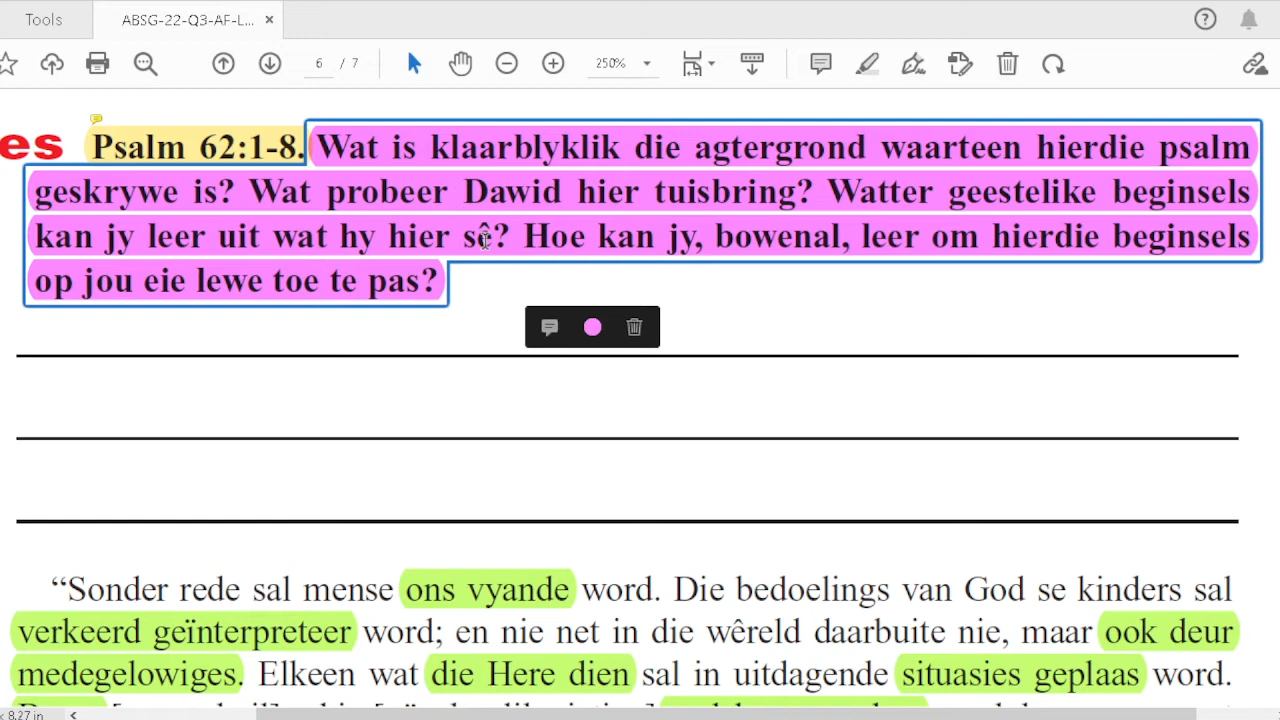 Tools ABSG-22-Q3-AF-L... ×
6 / 7 250%
es Psalm 62:1-8. Wat is klaarblyklik die agtergrond waarteen hierdie psalm
geskrywe is? Wat probeer Dawid hier tuisbring? Watter geestelike beginsels
kan jy leer uit wat hy hier sê? Hoe kan jy, bowenal, leer om hierdie beginsels
op jou eie lewe toe te pas?
“Sonder rede sal mense ons vyande word. Die bedoelings van God se kinders sal
verkeerd geïnterpreteer word; en nie net in die wêreld daarbuite nie, maar ook deur
medegelowiges. Elkeen wat die Here dien sal in uitdagende situasies geplaas word.
x 8.27 in